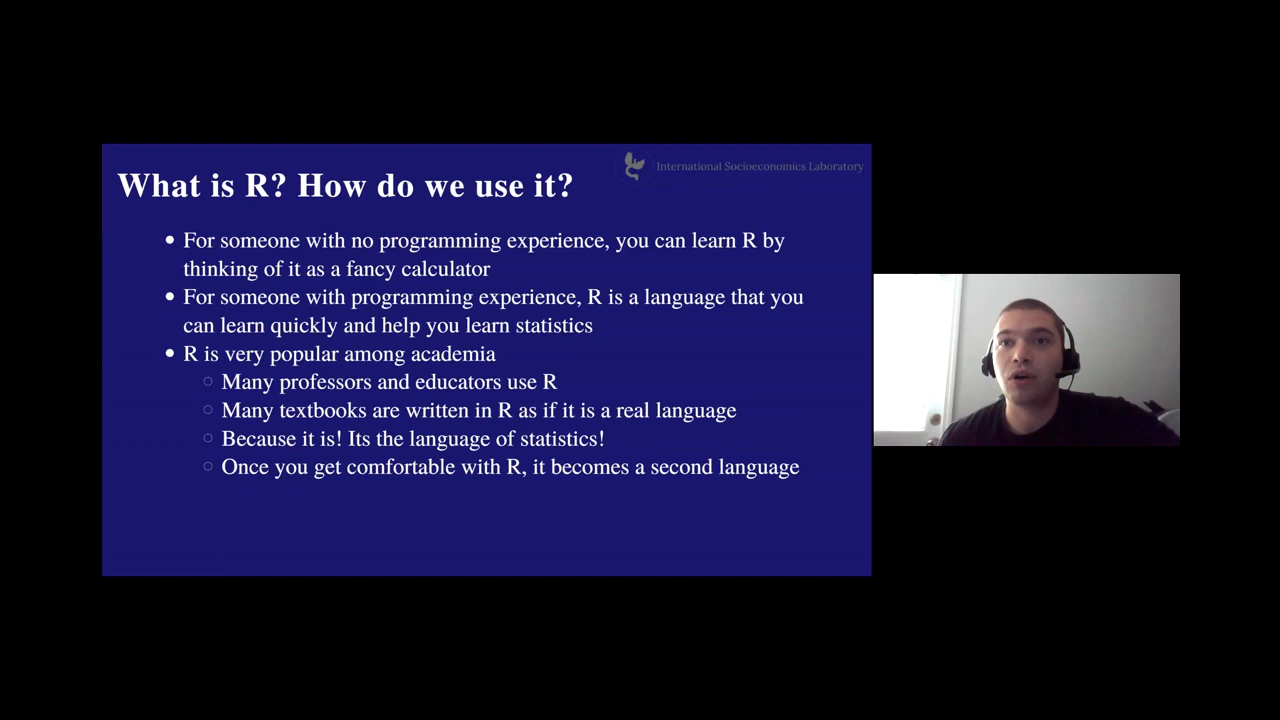 International Socioeconomics Laboratory
What is R? How do we use it?
• For someone with no programming experience, you can learn R by
thinking of it as a fancy calculator
• For someone with programming experience, R is a language that you
can learn quickly and help you learn statistics
• R is very popular among academia
○ Many professors and educators use R
○ Many textbooks are written in R as if it is a real language
○ Because it is! Its the language of statistics!
○ Once you get comfortable with R, it becomes a second language